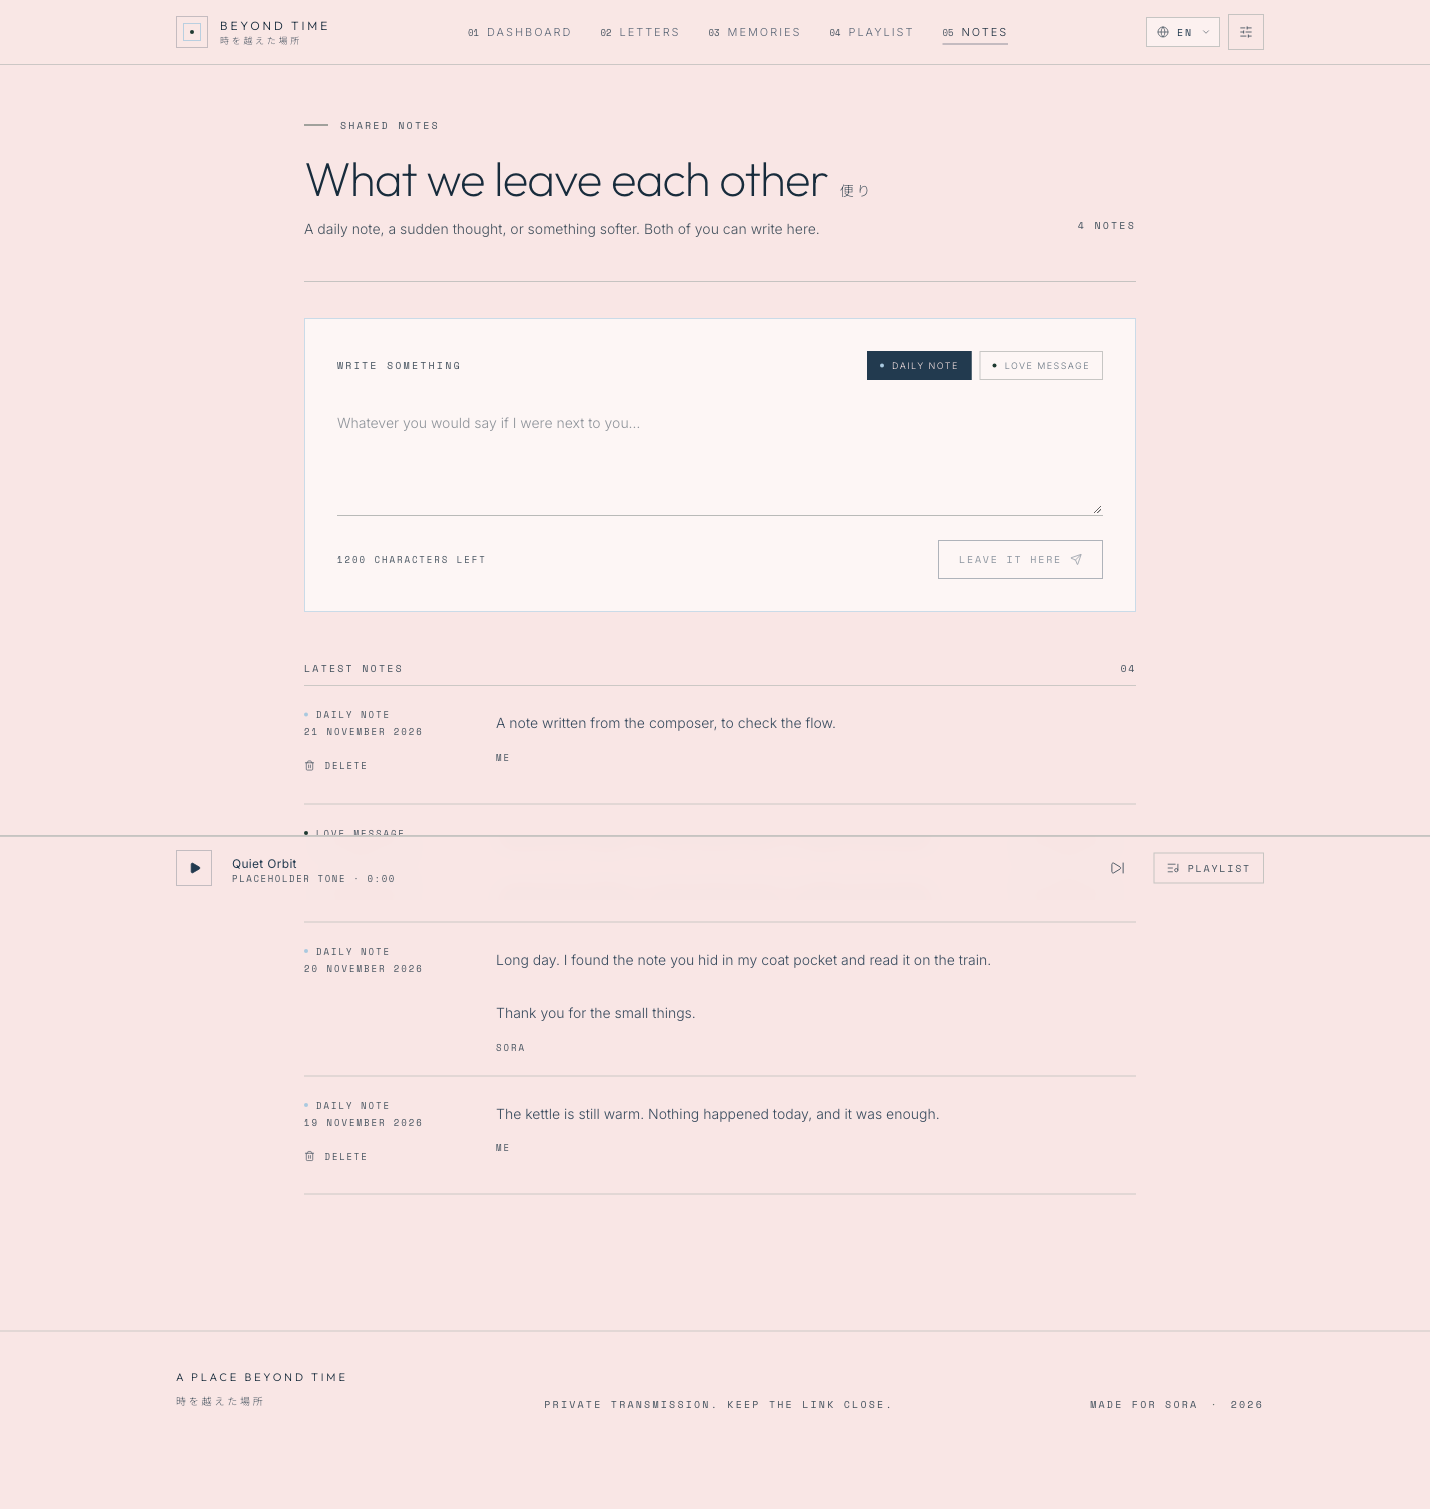 BEYOND TIME
時を越えた場所
01 DASHBOARD
02 LETTERS
03 MEMORIES
04 PLAYLIST
05 NOTES
EN
SHARED NOTES
What we leave each other 便り
A daily note, a sudden thought, or something softer. Both of you can write here.
4 NOTES
WRITE SOMETHING
DAILY NOTE
LOVE MESSAGE
Whatever you would say if I were next to you...
1200 CHARACTERS LEFT
LEAVE IT HERE
LATEST NOTES
04
DAILY NOTE
21 NOVEMBER 2026
DELETE
A note written from the composer, to check the flow.
ME
LOVE MESSAGE
Quiet Orbit
PLACEHOLDER TONE · 0:00
PLAYLIST
DAILY NOTE
20 NOVEMBER 2026
Long day. I found the note you hid in my coat pocket and read it on the train.
Thank you for the small things.
SORA
DAILY NOTE
19 NOVEMBER 2026
DELETE
The kettle is still warm. Nothing happened today, and it was enough.
ME
A PLACE BEYOND TIME
時を越えた場所
PRIVATE TRANSMISSION. KEEP THE LINK CLOSE.
MADE FOR SORA · 2026